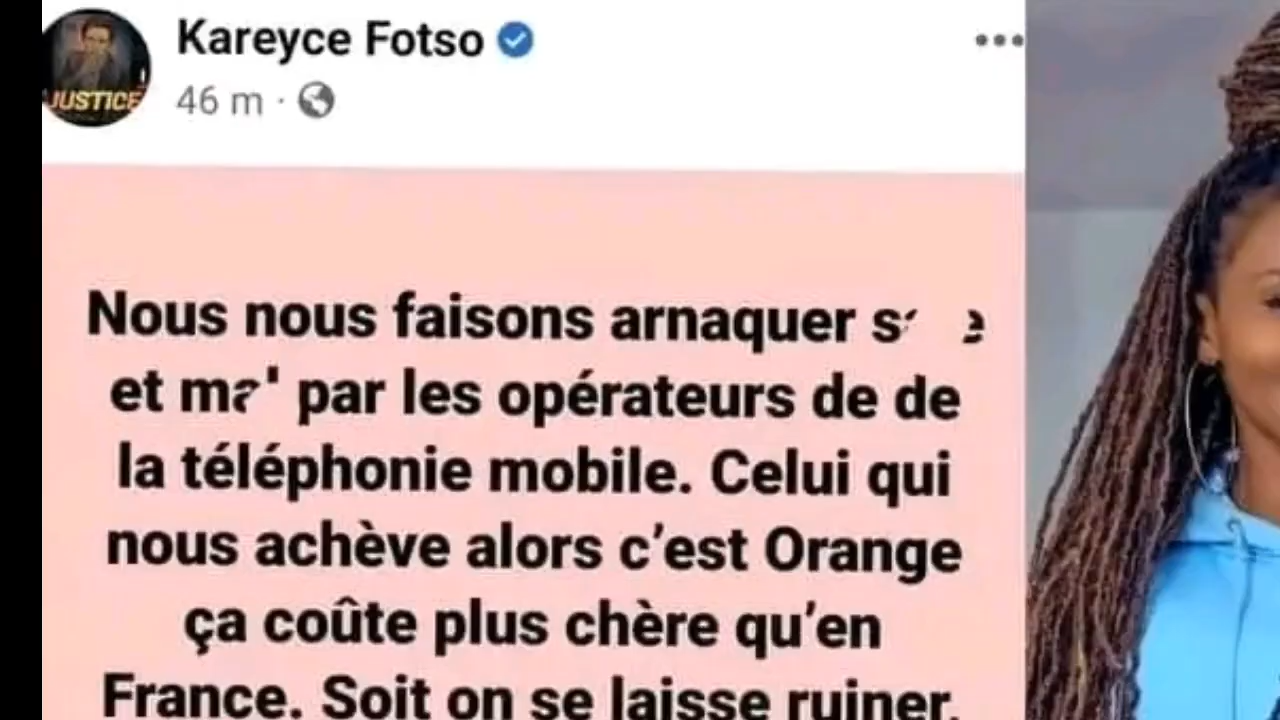 Kareyce Fotso
46 m ·
JUSTICE
Nous nous faisons arnaquer
et par les opérateurs de de
la téléphonie mobile. Celui qui
nous achève alors c'est Orange
ça coûte plus chère qu'en
France. Soit on se laisse ruiner.